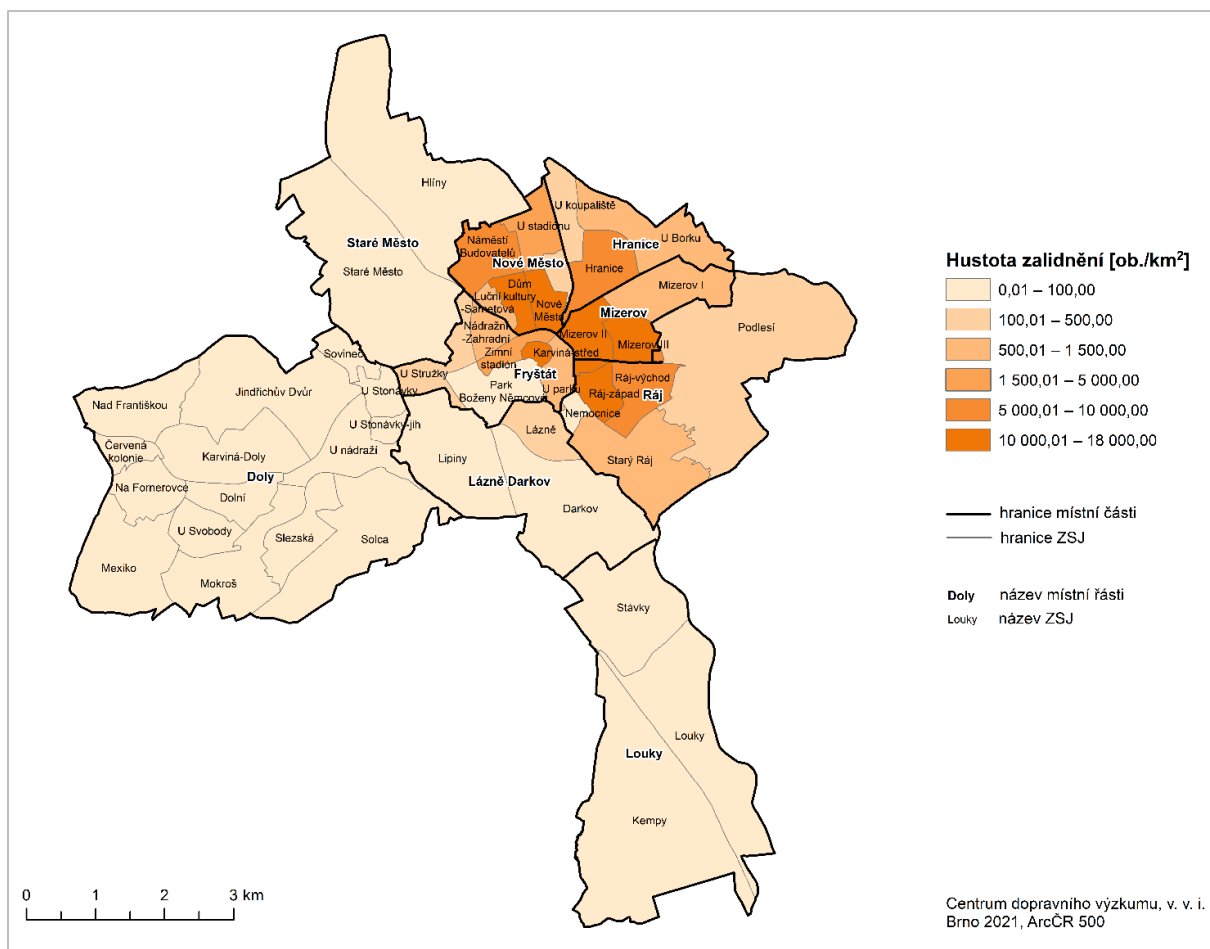 Hlíny
Staré Město
Staré Město
U koupaliště
U stadionu
Náměstí
Budovatelů
Hranice
U Borku
Nové Město
Hranice
Dům
kultury
Luční
-Sametová
Nové
Město
Mizerov I
Mizerov
Podlesí
Nádražní
-Zahradní
Mizerov II
Mizerov III
Zimní
stadión
Karviná-střed
Fryštát
U Stružky
Park
Boženy Němcové
U parku
Ráj-východ
Ráj-západ
Ráj
Nemocnice
Lázně
Starý Ráj
Sovinec
Jindřichův Dvůr
U Stonávky
Nad Františkou
U Stonávky-jih
Červená
kolonie
Karviná-Doly
U nádraží
Lipiny
Doly
Lázně Darkov
Na Fornerovce
Dolní
Darkov
U Svobody
Slezská
Solca
Mexiko
Mokroš
Stávky
Louky
Louky
Kempy
Hustota zalidnění [ob./km²]
0,01 – 100,00
100,01 – 500,00
500,01 – 1 500,00
1 500,01 – 5 000,00
5 000,01 – 10 000,00
10 000,01 – 18 000,00
hranice místní části
hranice ZSJ
Doly název místní řásti
Louky název ZSJ
0 1 2 3 km
Centrum dopravního výzkumu, v. v. i.
Brno 2021, ArcČR 500